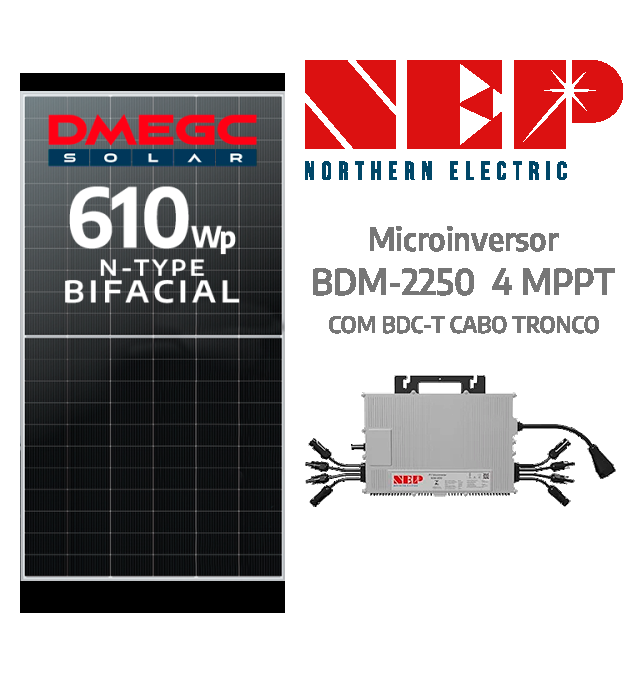 DMEGC
SOLAR
610Wp
N-TYPE
BIFACIAL
NEP
NORTHERN ELECTRIC
Microinversor
BDM-2250 4 MPPT
COM BDC-T CABO TRONCO
NEP